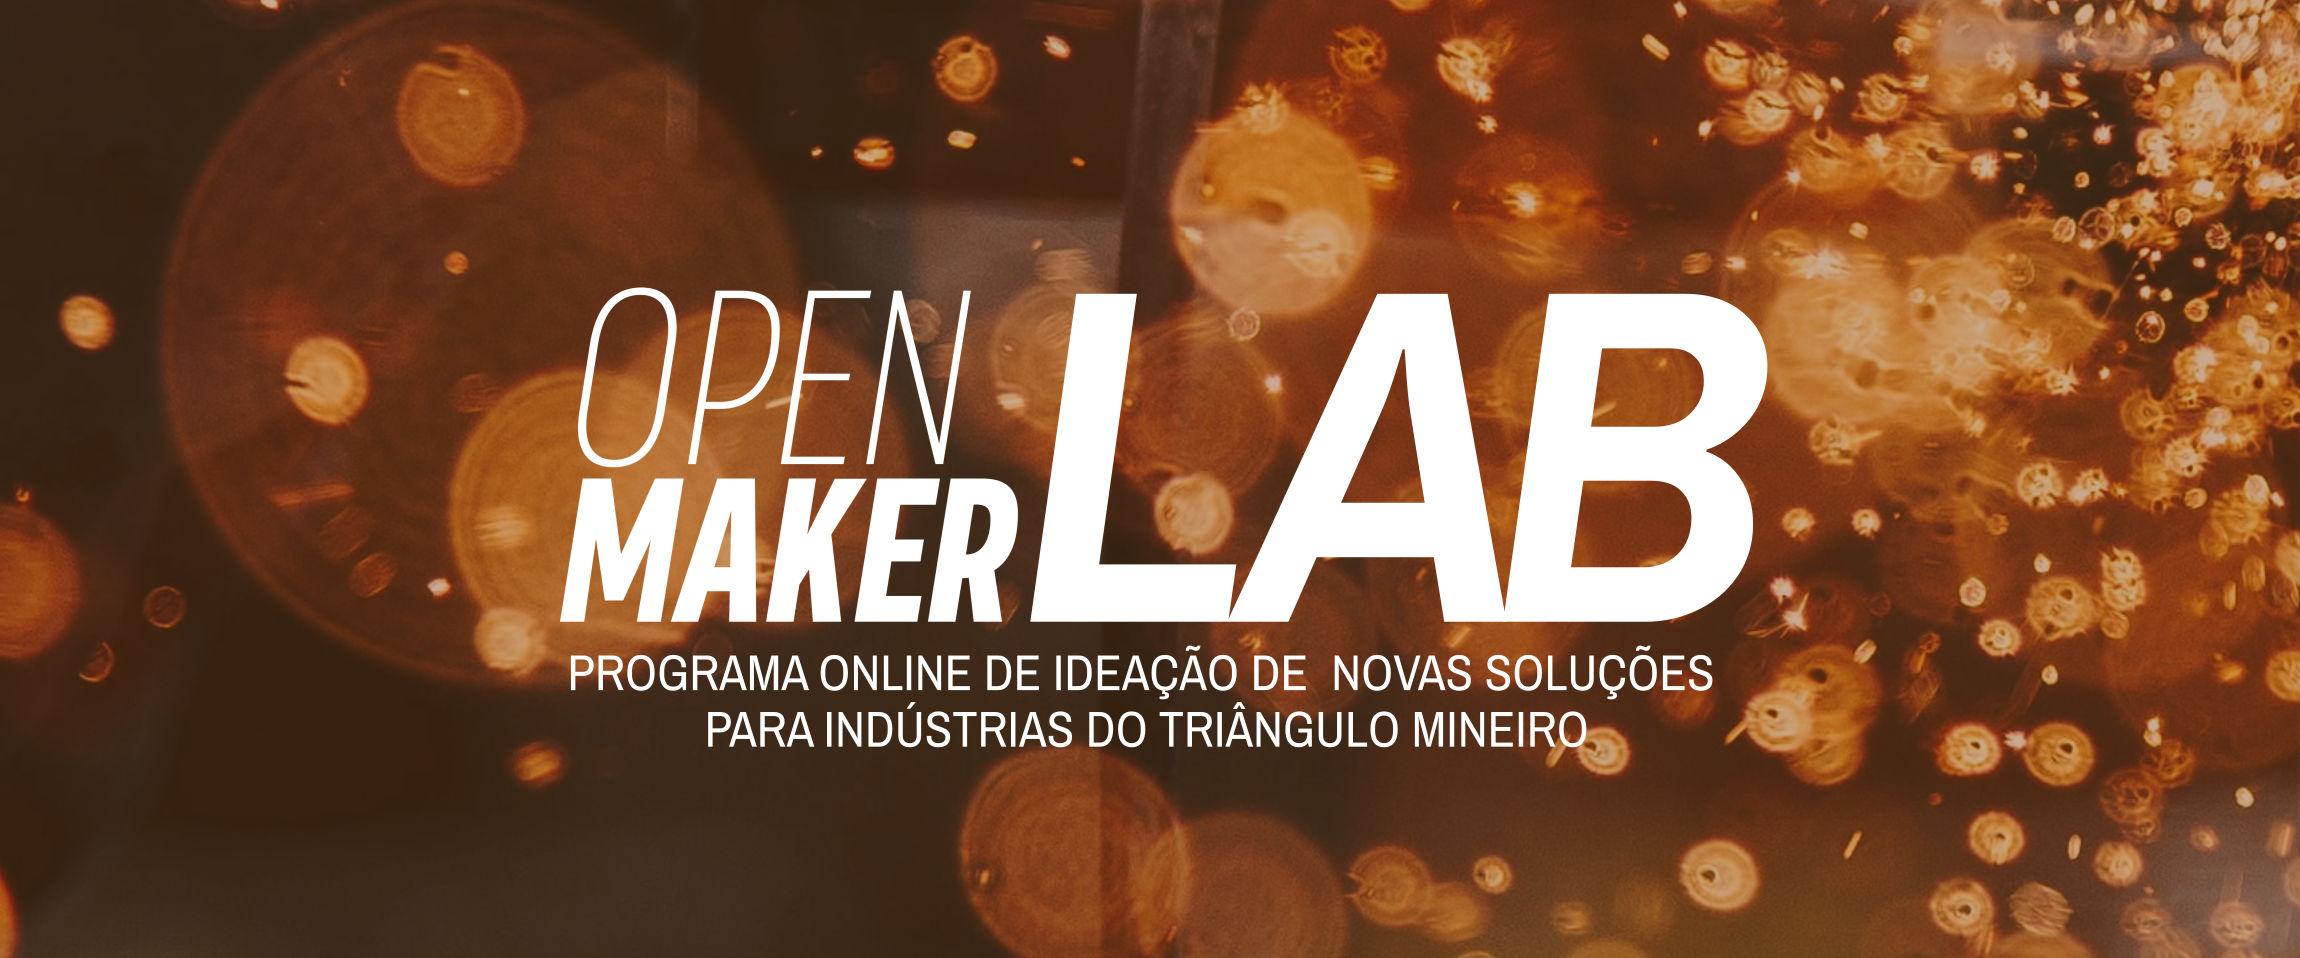 OPEN
MAKER LAB
PROGRAMA ONLINE DE IDEAÇÃO DE NOVAS SOLUÇÕES
PARA INDÚSTRIAS DO TRIÂNGULO MINEIRO